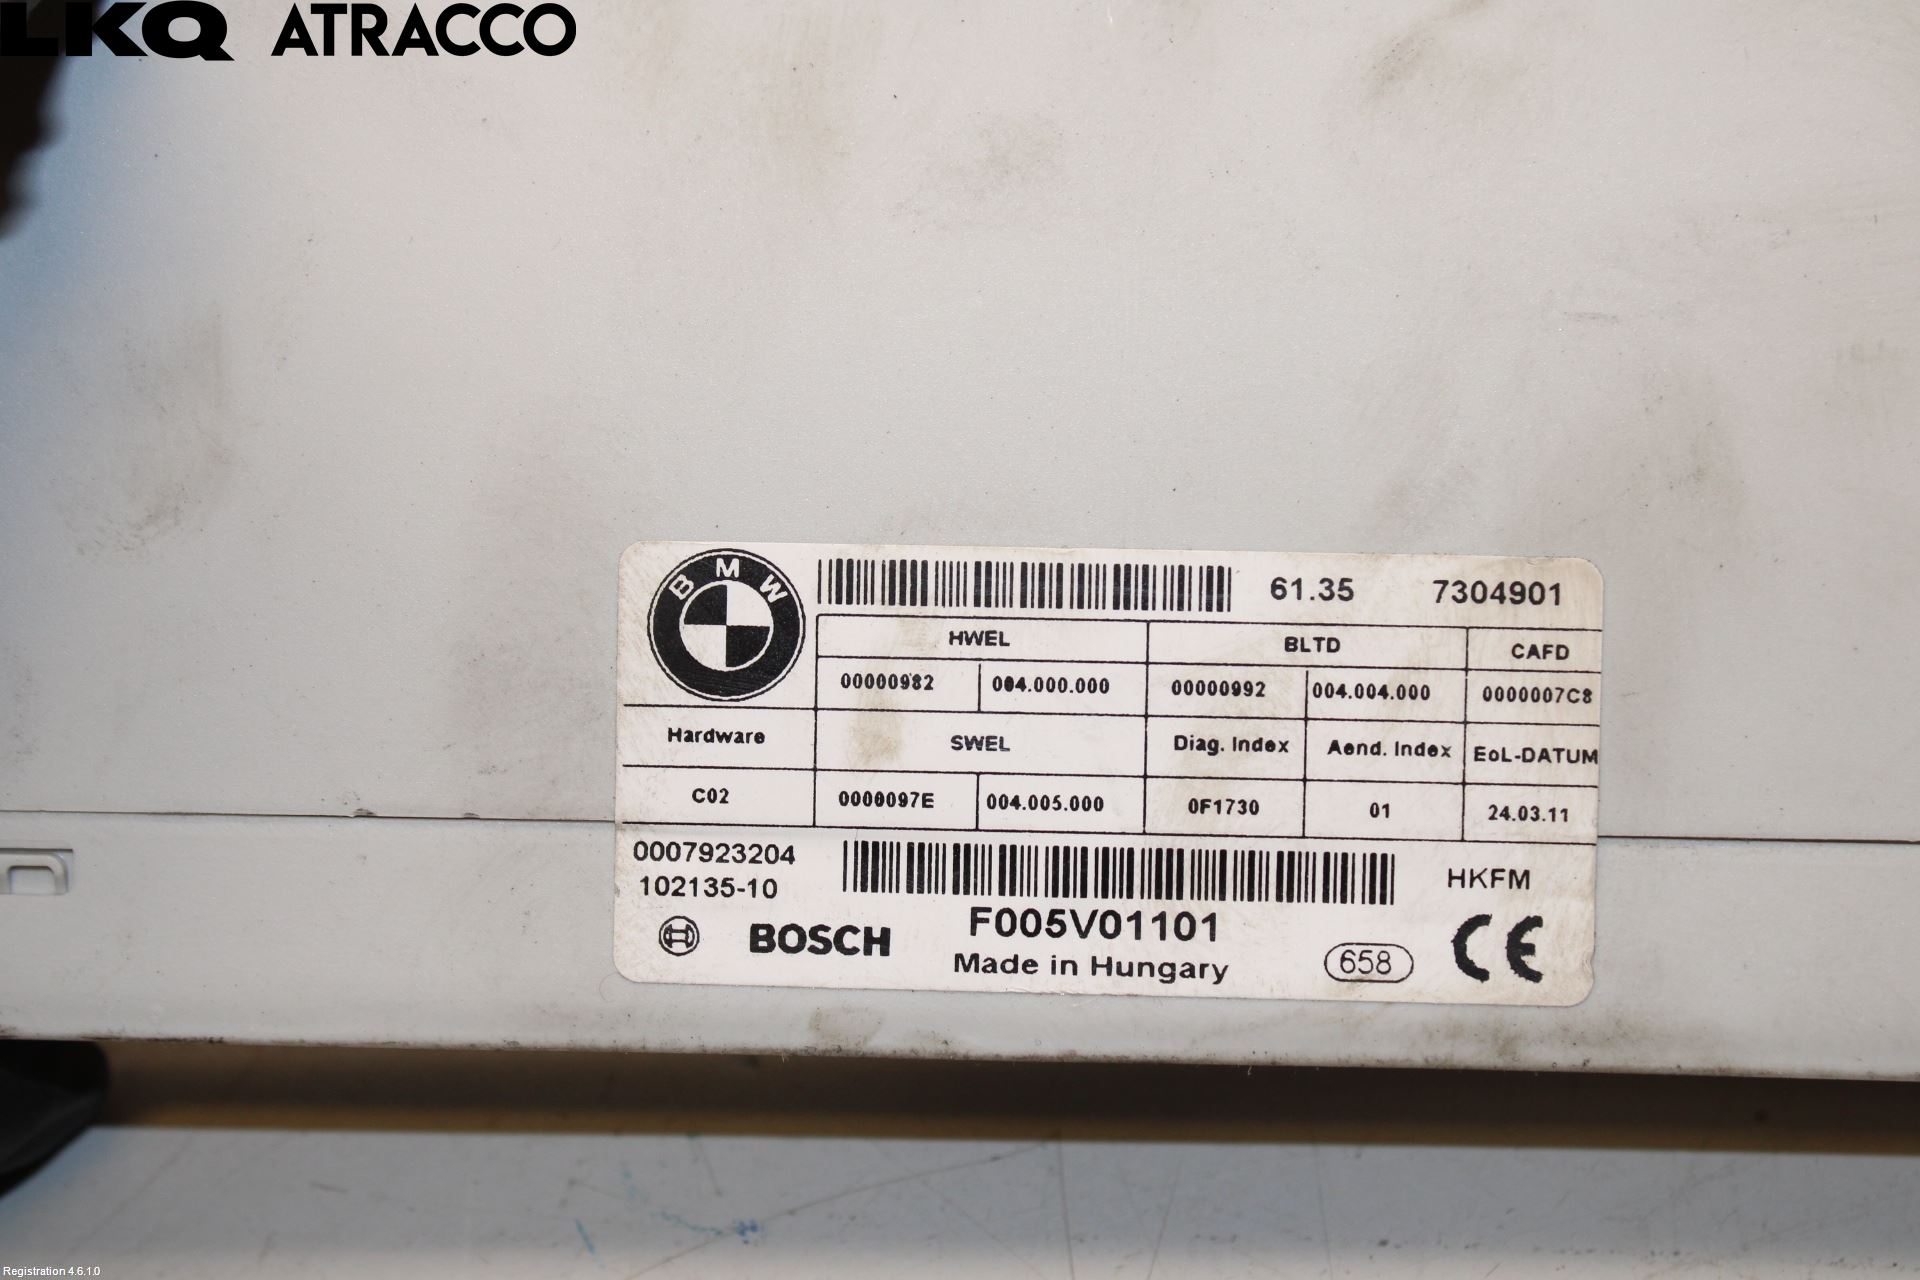 LKQ ATRACCO
BMW
61.35 7304901
HWEL BLTD CAFD
00000982 004.000.000 00000992 004.004.000 0000007C8
Hardware SWEL Diag. Index Aend. Index EoL-DATUM
C02 0000097E 004.005.000 0F1730 01 24.03.11
0007923204
102135-10
HKFM
BOSCH F005V01101
Made in Hungary
658
CE
Registration 4.6.1.0